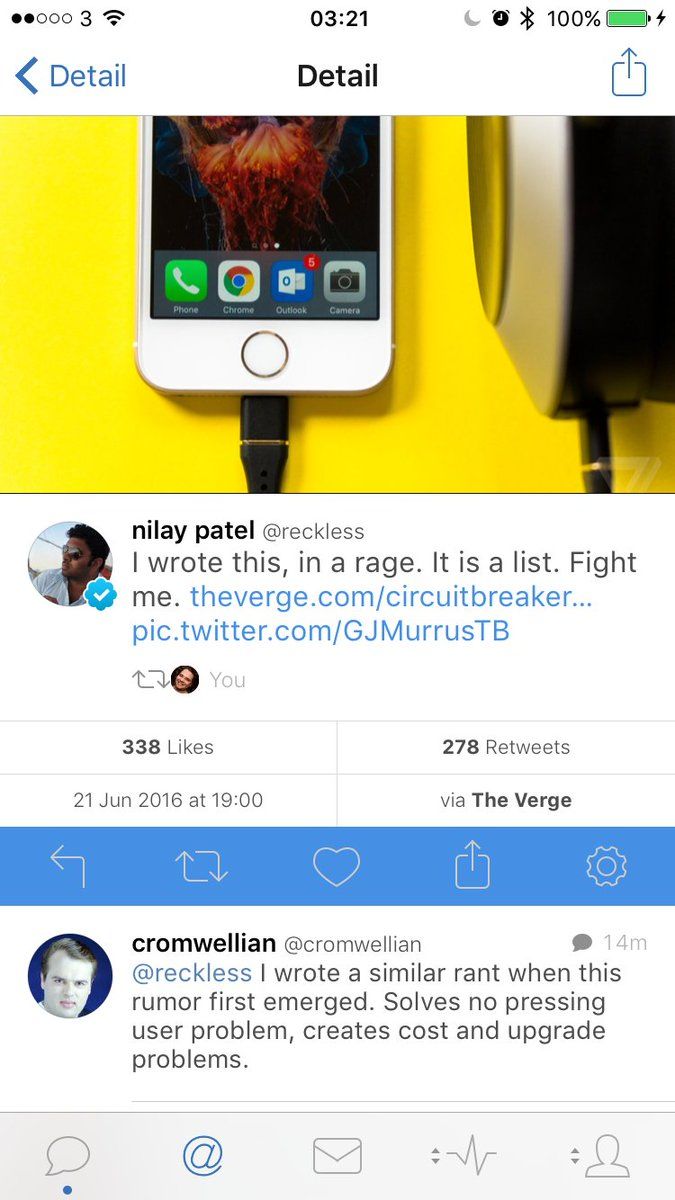 3 03:21 100%
Detail Detail
5
Phone Chrome Outlook Camera
nilay patel @reckless
I wrote this, in a rage. It is a list. Fight
me. theverge.com/circuitbreaker...
pic.twitter.com/GJMurrusTB
You
338 Likes 278 Retweets
21 Jun 2016 at 19:00 via The Verge
cromwellian @cromwellian 14m
@reckless I wrote a similar rant when this
rumor first emerged. Solves no pressing
user problem, creates cost and upgrade
problems.
@